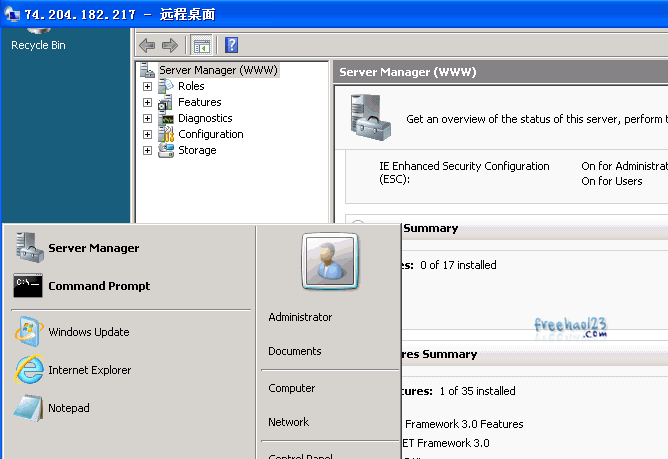 74.204.182.217 - 远程桌面
Recycle Bin
Server Manager (WWW)
Roles
Features
Diagnostics
Configuration
Storage
Server Manager (WWW)
Get an overview of the status of this server, perform t
IE Enhanced Security Configuration (ESC):
On for Administrat
On for Users
Summary
es: 0 of 17 installed
freehao123
.com
res Summary
tures: 1 of 35 installed
Framework 3.0 Features
ET Framework 3.0
Server Manager
C:\
Command Prompt
Windows Update
Internet Explorer
Notepad
Administrator
Documents
Computer
Network
Control Panel